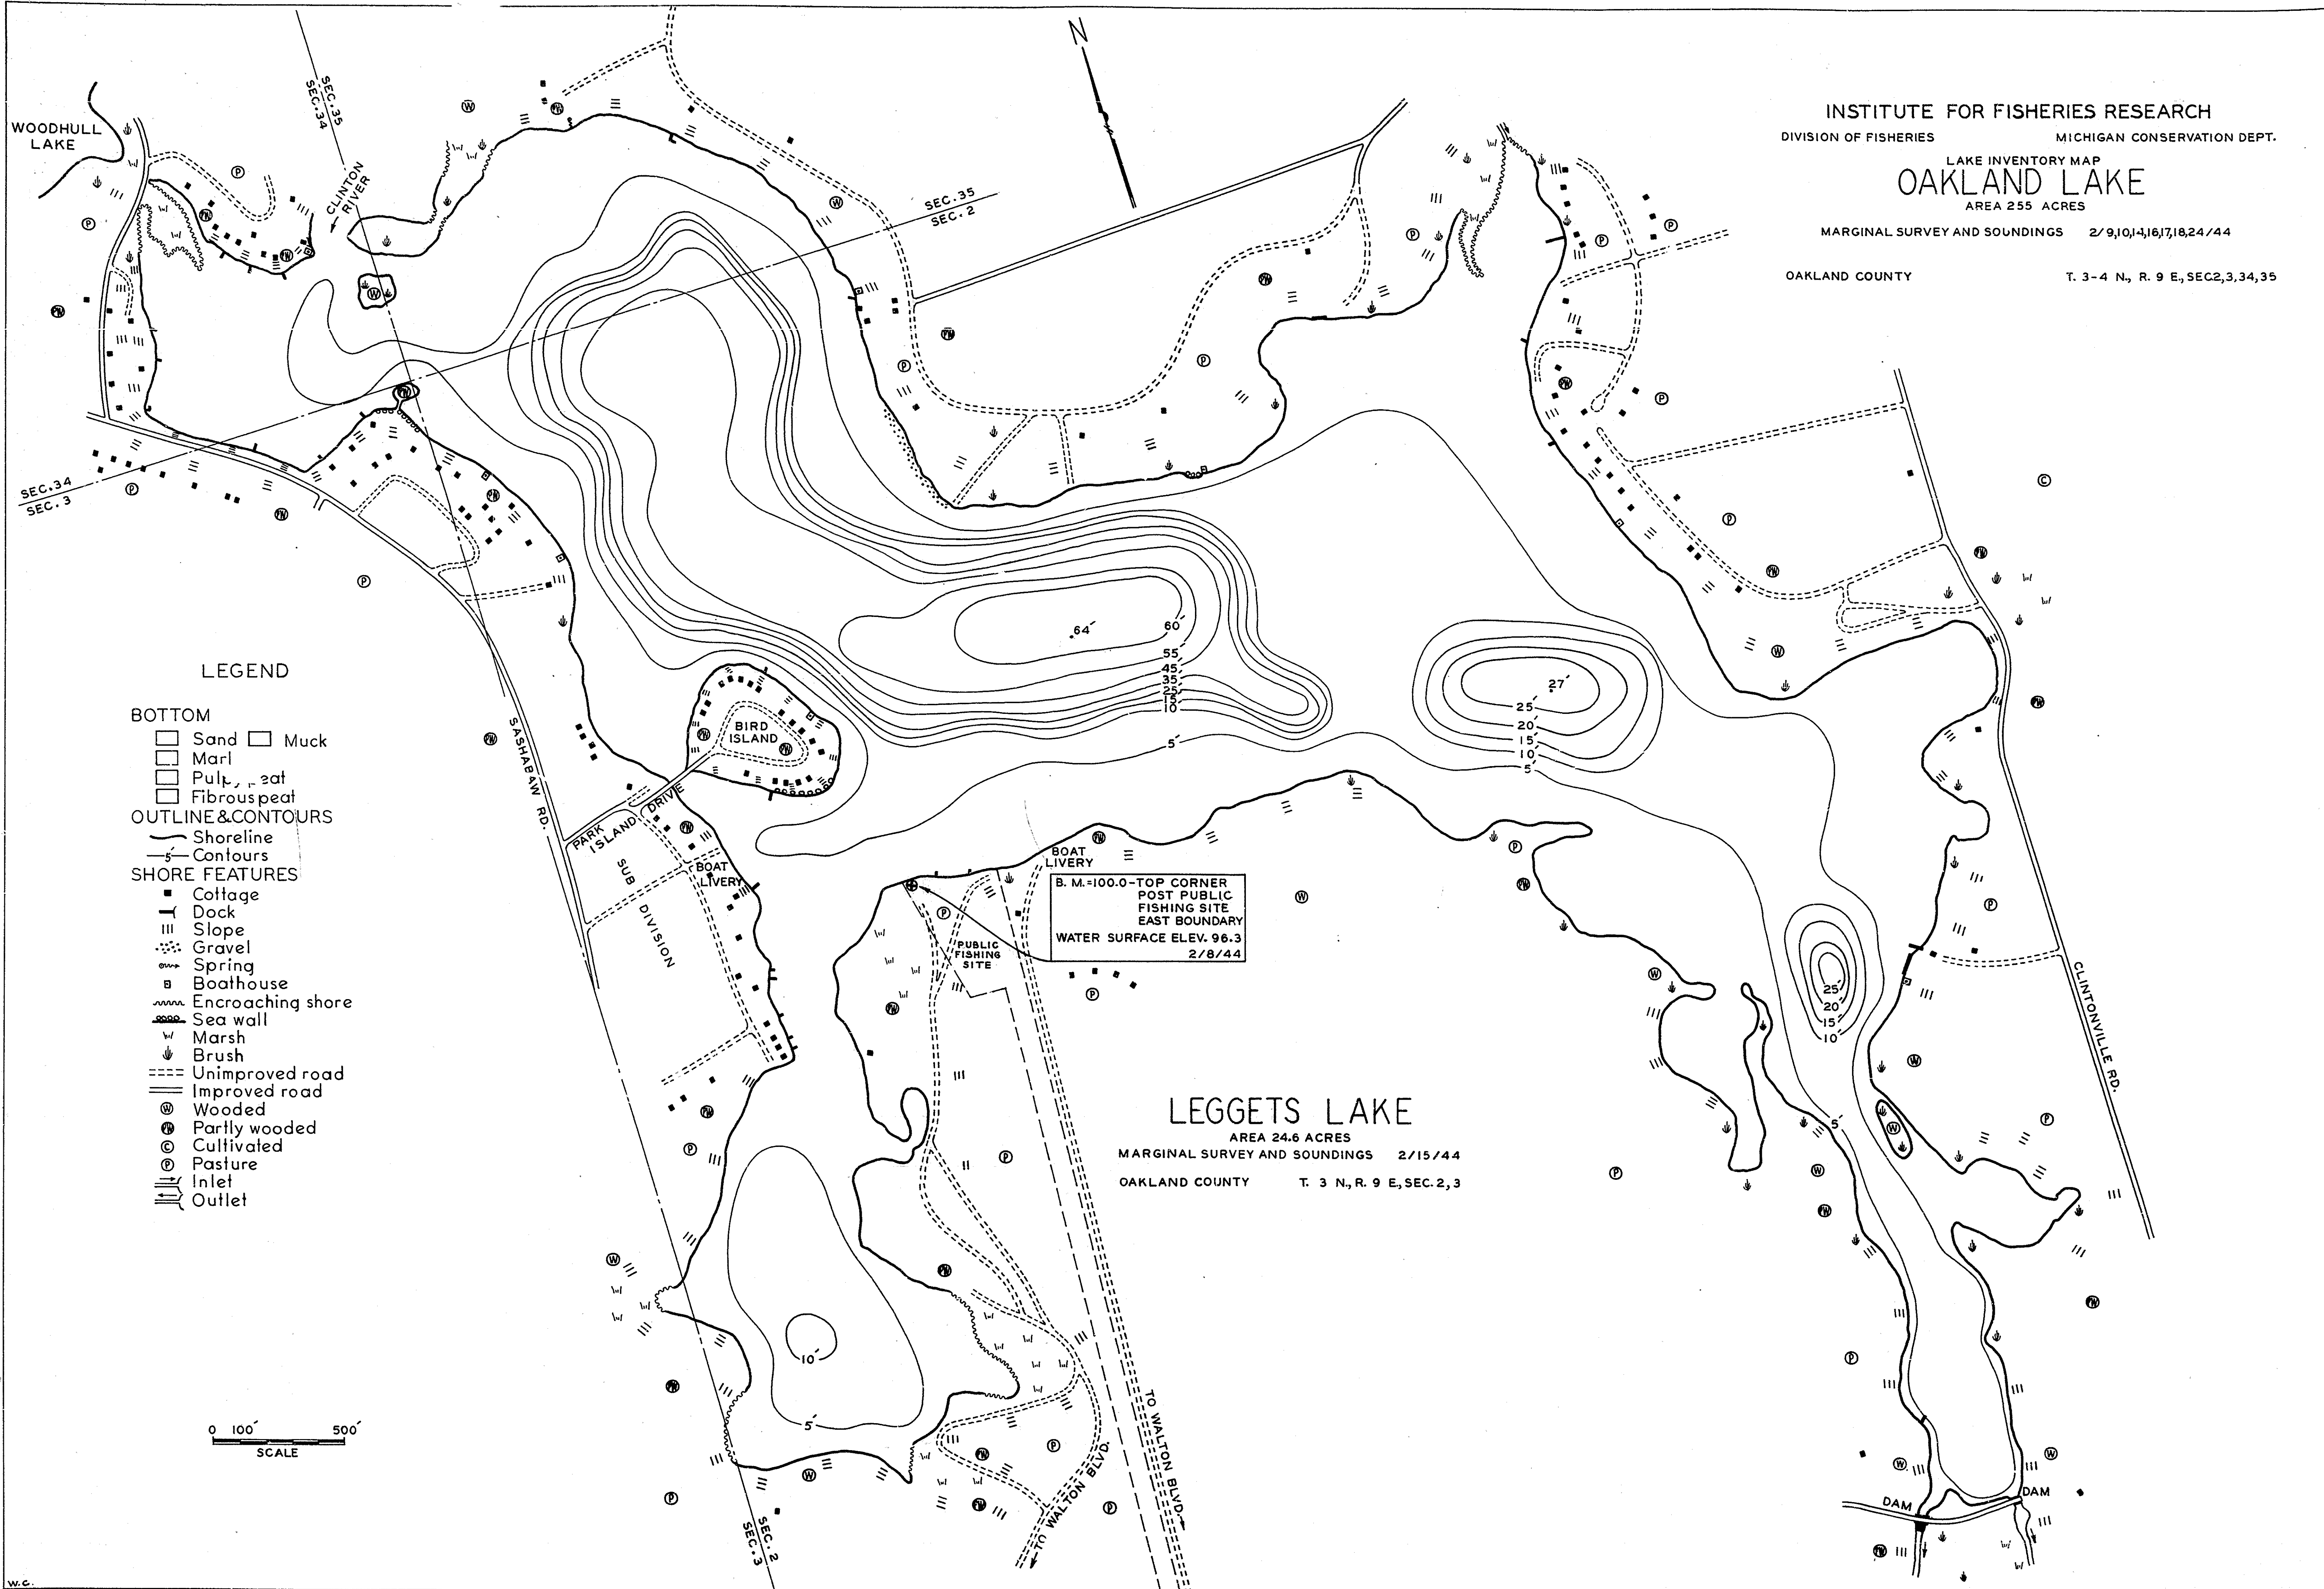 N
INSTITUTE FOR FISHERIES RESEARCH
DIVISION OF FISHERIES MICHIGAN CONSERVATION DEPT.
LAKE INVENTORY MAP
OAKLAND LAKE
AREA 255 ACRES
MARGINAL SURVEY AND SOUNDINGS 2/9,10,14,16,17,18,24/44
OAKLAND COUNTY T. 3-4 N., R. 9 E., SEC.2,3,34,35
WOODHULL
LAKE
SEC. 35
SEC. 34
CLINTON
RIVER
SEC. 35
SEC. 2
SEC. 34
SEC. 3
64'
60'
55'
45'
35'
25'
15'
10'
5'
27'
25'
20'
15'
10'
5'
BIRD
ISLAND
SASHABAW RD.
PARK ISLAND DRIVE
SUB DIVISION
BOAT
LIVERY
BOAT
LIVERY
B. M.=100.0-TOP CORNER
POST PUBLIC
FISHING SITE
EAST BOUNDARY
WATER SURFACE ELEV. 96.3
2/8/44
PUBLIC
FISHING
SITE
25'
20'
15'
10'
5'
CLINTONVILLE RD.
LEGEND
BOTTOM
Sand Muck
Marl
Fibrous peat
OUTLINE & CONTOURS
Shoreline
5' Contours
SHORE FEATURES
Cottage
Dock
Slope
Gravel
Spring
Boathouse
Encroaching shore
Sea wall
Marsh
Brush
Unimproved road
Improved road
W Wooded
PW Partly wooded
C Cultivated
P Pasture
Inlet
Outlet
LEGGETS LAKE
AREA 24.6 ACRES
MARGINAL SURVEY AND SOUNDINGS 2/15/44
OAKLAND COUNTY T. 3 N., R. 9 E., SEC. 2, 3
10'
5'
0 100' 500'
SCALE
TO WALTON BLVD.
TO WALTON BLVD.
SEC. 2
SEC. 3
DAM
DAM
W.C.